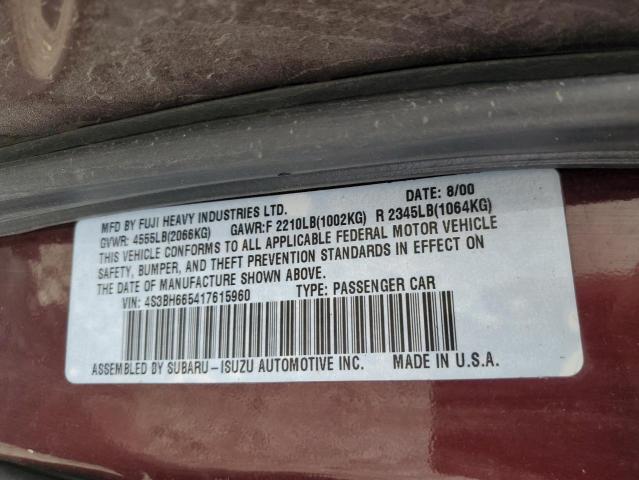 MFD BY FUJI HEAVY INDUSTRIES LTD. DATE: 8/00
GVWR: 4555LB(2066KG) GAWR:F 2210LB(1002KG) R 2345LB(1064KG)
THIS VEHICLE CONFORMS TO ALL APPLICABLE FEDERAL MOTOR VEHICLE
SAFETY, BUMPER, AND THEFT PREVENTION STANDARDS IN EFFECT ON
THE DATE OF MANUFACTURE SHOWN ABOVE.
VIN: 4S3BH665417615960 TYPE: PASSENGER CAR
ASSEMBLED BY SUBARU-ISUZU AUTOMOTIVE INC. MADE IN U.S.A.